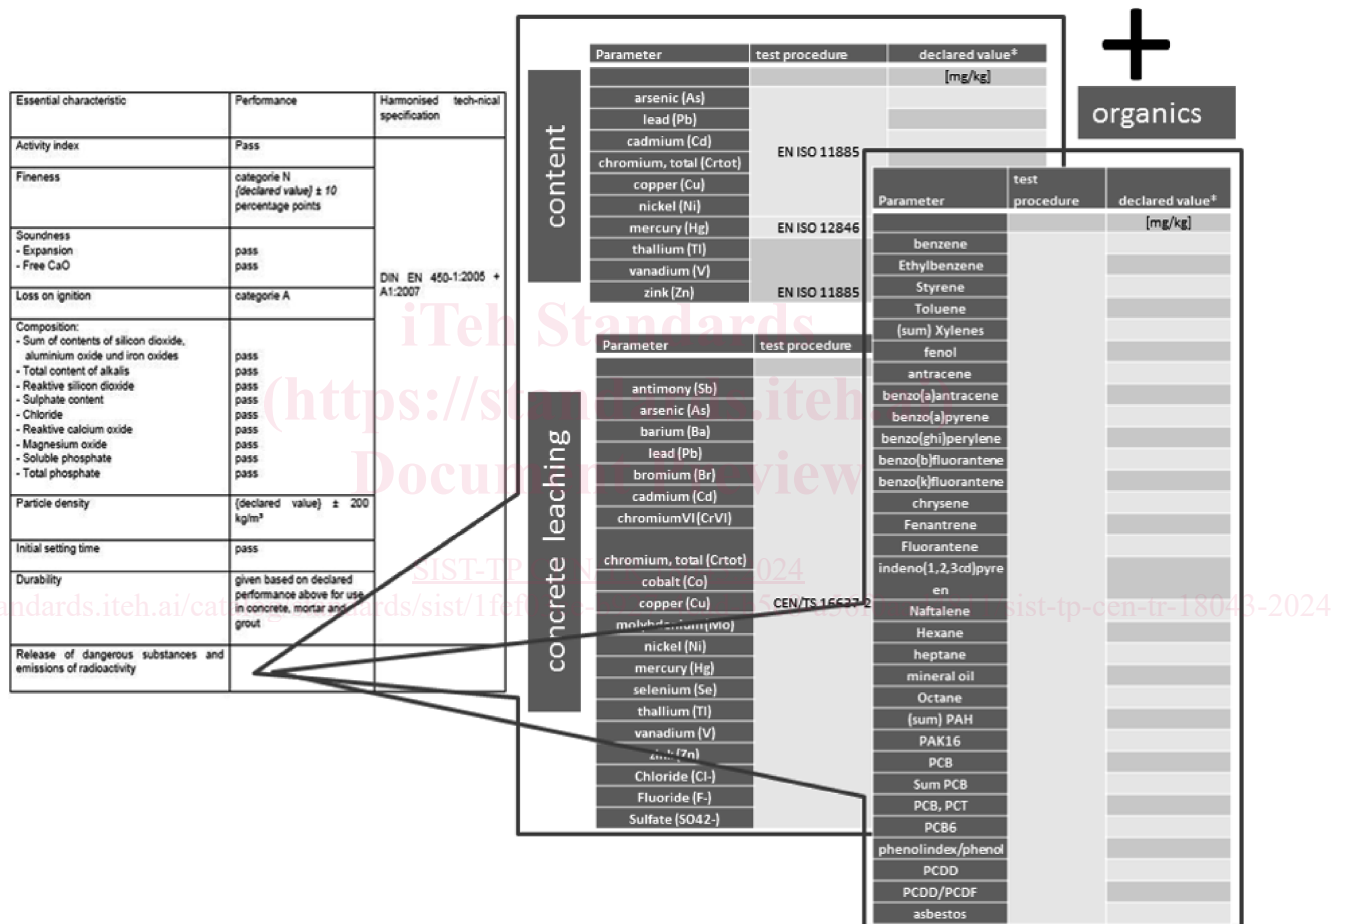 Essential characteristic Performance Harmonised tech-nical
specification
Activity index Pass
Fineness categorie N
{declared value} ± 10
percentage points
Soundness
- Expansion pass
- Free CaO pass
DIN EN 450-1:2005 +
A1:2007
Loss on ignition categorie A
Composition:
- Sum of contents of silicon dioxide,
aluminium oxide und iron oxides pass
- Total content of alkalis pass
- Reaktive silicon dioxide pass
- Sulphate content pass
- Chloride pass
- Reaktive calcium oxide pass
- Magnesium oxide pass
- Soluble phosphate pass
- Total phosphate pass
Particle density {declared value} ± 200
kg/m³
Initial setting time pass
Durability given based on declared
performance above for use
in concrete, mortar and
grout
Release of dangerous substances and
emissions of radioactivity
content
Parameter test procedure declared value*
[mg/kg]
arsenic (As)
lead (Pb)
cadmium (Cd)
chromium, total (Crtot) EN ISO 11885
copper (Cu)
nickel (Ni)
mercury (Hg) EN ISO 12846
thallium (Tl)
vanadium (V)
zink (Zn) EN ISO 11885
concrete leaching
Parameter test procedure
antimony (Sb)
arsenic (As)
barium (Ba)
lead (Pb)
bromium (Br)
cadmium (Cd)
chromiumVI(CrVI)
chromium, total (Crtot)
cobalt (Co)
copper (Cu) CEN/TS 16637-2
molybdenium(Mo)
nickel (Ni)
mercury (Hg)
selenium (Se)
thallium (Tl)
vanadium (V)
zink (Zn)
Chloride (Cl-)
Fluoride (F-)
Sulfate (SO42-)
+
organics
test
Parameter procedure declared value*
[mg/kg]
benzene
Ethylbenzene
Styrene
Toluene
(sum) Xylenes
fenol
antracene
benzo(a)antracene
benzo(a)pyrene
benzo(ghi)perylene
benzo(b)fluorantene
benzo(k)fluorantene
chrysene
Fenantrene
Fluorantene
indeno(1,2,3cd)pyre
en
Naftalene
Hexane
heptane
mineral oil
Octane
(sum) PAH
PAK16
PCB
Sum PCB
PCB, PCT
PCB6
phenolindex/phenol
PCDD
PCDD/PCDF
asbestos
iTeh Standards
(https://standards.iteh.ai)
Document Preview
SIST-TP 2024
sist-tp-cen-tr-18043-2024